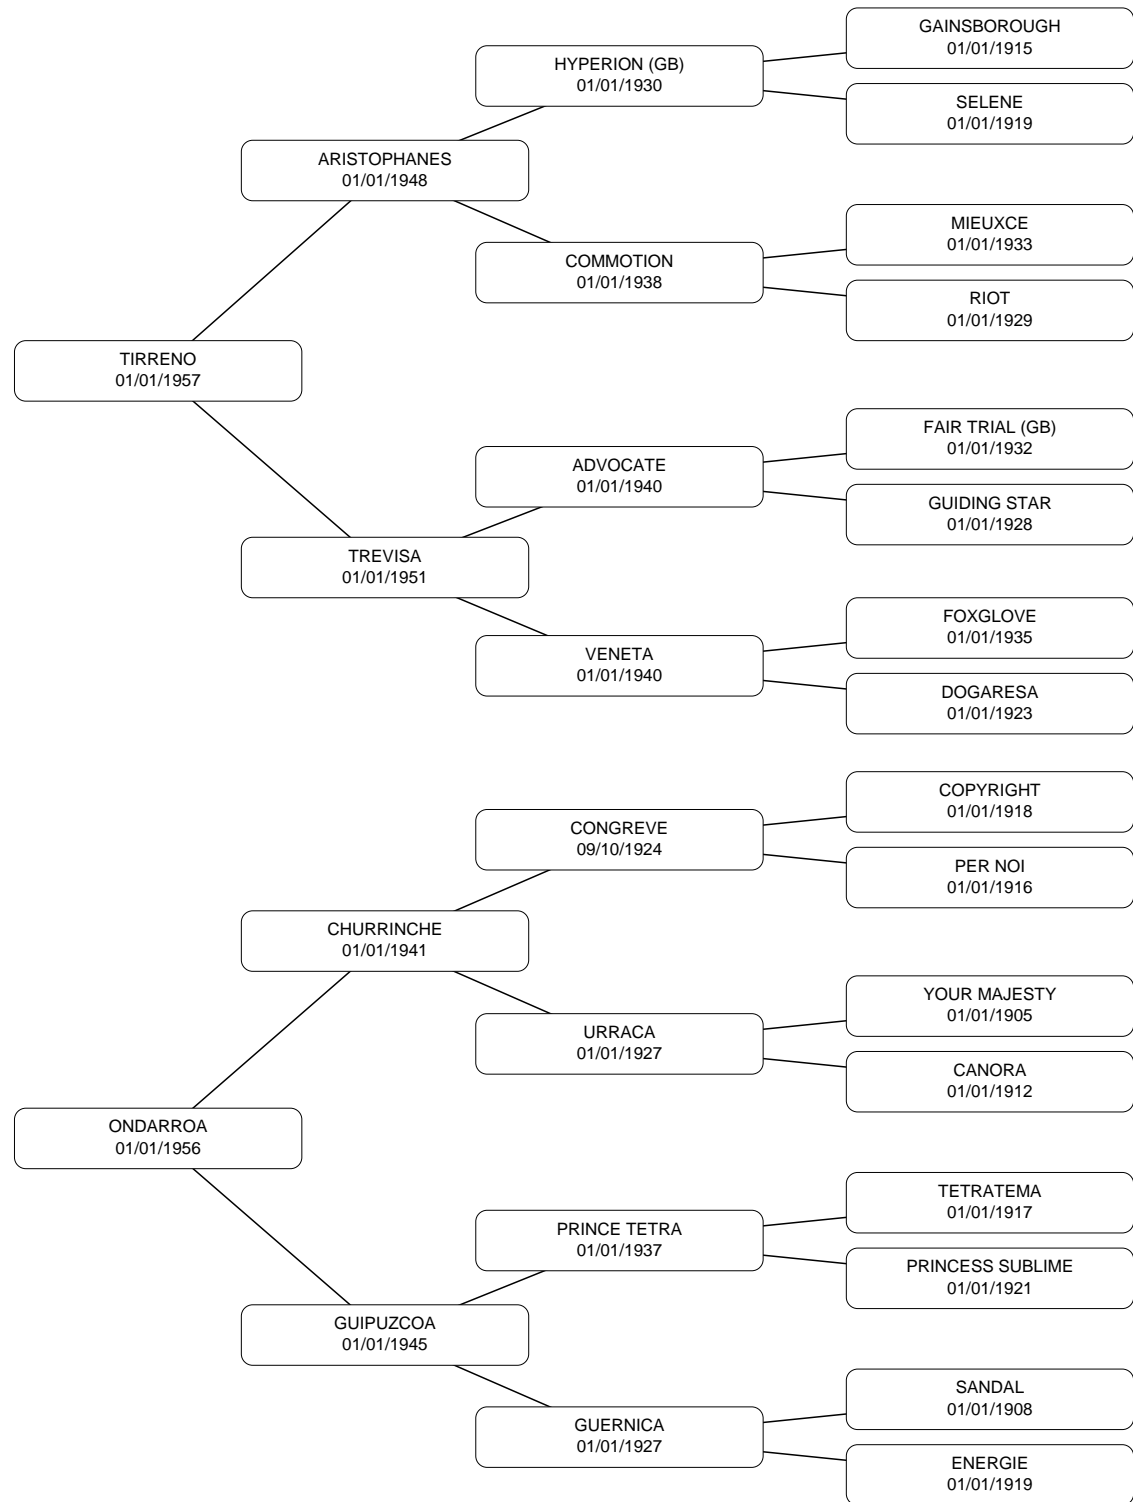 GAINSBOROUGH
01/01/1915
HYPERION (GB)
01/01/1930
SELENE
01/01/1919
ARISTOPHANES
01/01/1948
MIEUXCE
01/01/1933
COMMOTION
01/01/1938
RIOT
01/01/1929
TIRRENO
01/01/1957
FAIR TRIAL (GB)
01/01/1932
ADVOCATE
01/01/1940
GUIDING STAR
01/01/1928
TREVISA
01/01/1951
FOXGLOVE
01/01/1935
VENETA
01/01/1940
DOGARESA
01/01/1923
COPYRIGHT
01/01/1918
CONGREVE
09/10/1924
PER NOI
01/01/1916
CHURRINCHE
01/01/1941
YOUR MAJESTY
01/01/1905
URRACA
01/01/1927
CANORA
01/01/1912
ONDARROA
01/01/1956
TETRATEMA
01/01/1917
PRINCE TETRA
01/01/1937
PRINCESS SUBLIME
01/01/1921
GUIPUZCOA
01/01/1945
SANDAL
01/01/1908
GUERNICA
01/01/1927
ENERGIE
01/01/1919